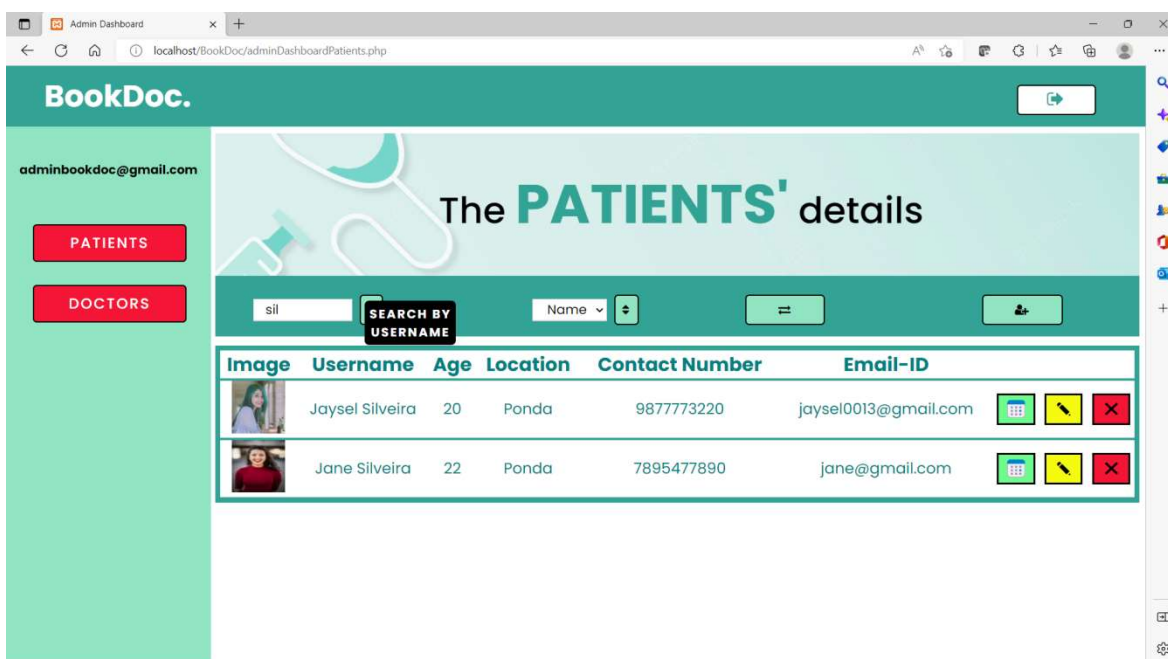 Admin Dashboard
localhost/BookDoc/adminDashboardPatients.php
BookDoc.
adminbookdoc@gmail.com
PATIENTS
DOCTORS
The PATIENTS' details
sil
SEARCH BY
USERNAME
Name
Image Username Age Location Contact Number Email-ID
Jaysel Silveira 20 Ponda 9877773220 jaysel0013@gmail.com
Jane Silveira 22 Ponda 7895477890 jane@gmail.com